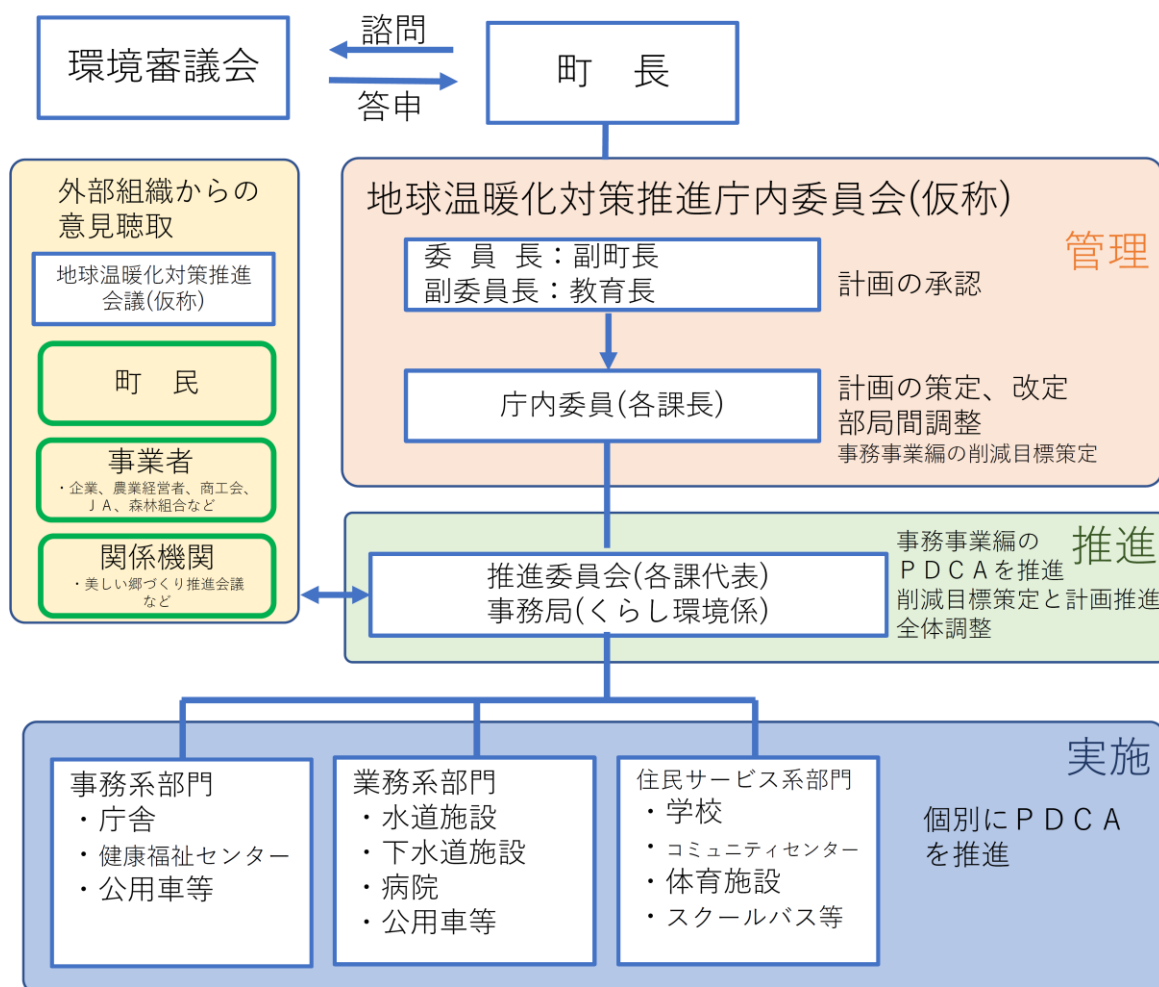 環境審議会
諮問
答申
町　長
外部組織からの
意見聴取
地球温暖化対策推進
会議(仮称)
町　民
事業者
・企業、農業経営者、商工会、
ＪＡ、森林組合など
関係機関
・美しい郷づくり推進会議
など
地球温暖化対策推進庁内委員会(仮称)
管理
委 員 長：副町長
副委員長：教育長
計画の承認
庁内委員(各課長)
計画の策定、改定
部局間調整
事務事業編の削減目標策定
推進
推進委員会(各課代表)
事務局(くらし環境係)
事務事業編の
ＰＤＣＡを推進
削減目標策定と計画推進
全体調整
実施
事務系部門
・庁舎
・健康福祉センター
・公用車等
業務系部門
・水道施設
・下水道施設
・病院
・公用車等
住民サービス系部門
・学校
・コミュニティセンター
・体育施設
・スクールバス等
個別にＰＤＣＡ
を推進